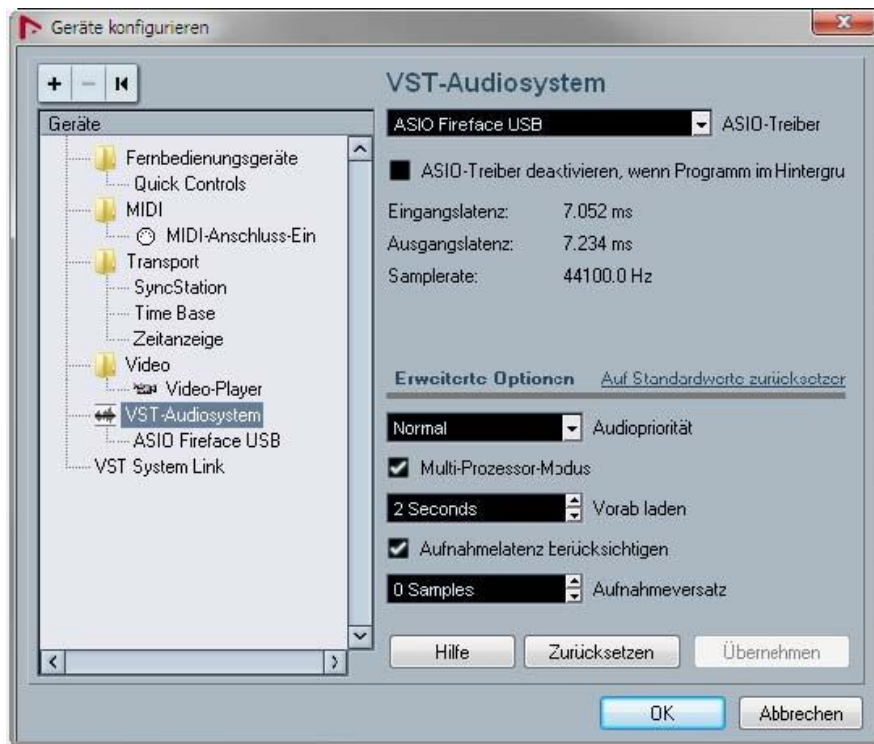 Geräte konfigurieren
Geräte
Fernbedienungsgeräte
Quick Controls
MIDI
MIDI-Anschluss-Ein
Transport
SyncStation
Time Base
Zeitanzeige
Video
Video-Player
VST-Audiosystem
ASIO Fireface USB
VST System Link
VST-Audiosystem
ASIO Fireface USB ASIO-Treiber
ASIO-Treiber deaktivieren, wenn Programm im Hintergru
Eingangslatenz: 7.052 ms
Ausgangslatenz: 7.234 ms
Samplerate: 44100.0 Hz
Erweiterte Optionen Auf Standardwerte zurücksetzen
Normal Audiopriorität
Multi-Prozessor-Modus
2 Seconds Vorab laden
Aufnahmelatenz berücksichtigen
0 Samples Aufnahmeversatz
Hilfe Zurücksetzen Übernehmen
OK Abbrechen